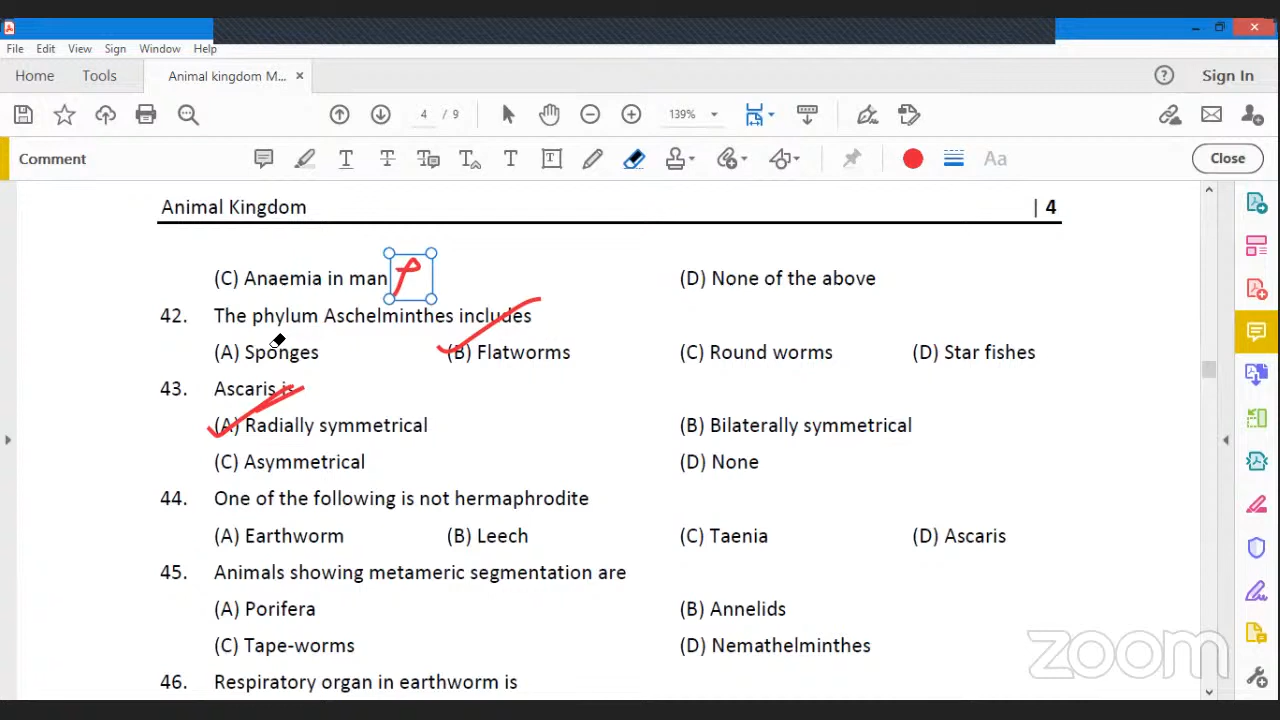 File Edit View Sign Window Help
Home Tools Animal kingdom M... × Sign In
4 / 9 139%
Comment Aa Close
Animal Kingdom | 4
(C) Anaemia in man (D) None of the above
42. The phylum Aschelminthes includes
(A) Sponges (B) Flatworms (C) Round worms (D) Star fishes
43. Ascaris is
(A) Radially symmetrical (B) Bilaterally symmetrical
(C) Asymmetrical (D) None
44. One of the following is not hermaphrodite
(A) Earthworm (B) Leech (C) Taenia (D) Ascaris
45. Animals showing metameric segmentation are
(A) Porifera (B) Annelids
(C) Tape-worms (D) Nemathelminthes
zoom
46. Respiratory organ in earthworm is